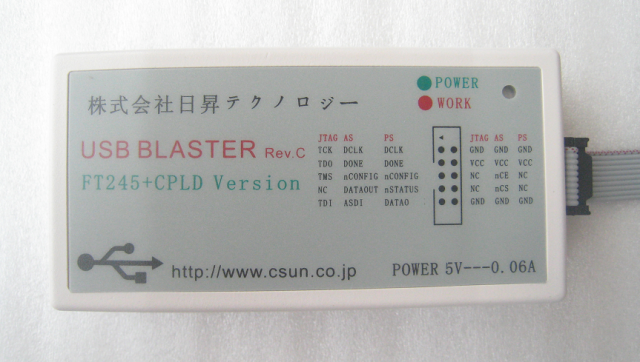 POWER
WORK
株式会社日昇テクノロジー
USB BLASTER Rev.C
FT245+CPLD Version
JTAG AS PS
TCK DCLK DCLK
TDO DONE DONE
TMS nCONFIG nCONFIG
NC DATAOUT nSTATUS
TDI ASDI DATAO
JTAG AS PS
GND GND GND
VCC VCC VCC
NC nCE NC
NC nCS NC
GND GND GND
http://www.csun.co.jp
POWER 5V---0.06A